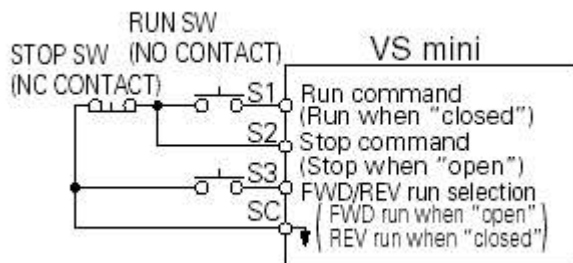 RUN SW
(NO CONTACT)
STOP SW
(NC CONTACT)
VS mini
S1
Run command
(Run when “closed”)
S2
Stop command
(Stop when “open”)
S3
FWD/REV run selection
SC
( FWD run when “open”
( REV run when “closed”)